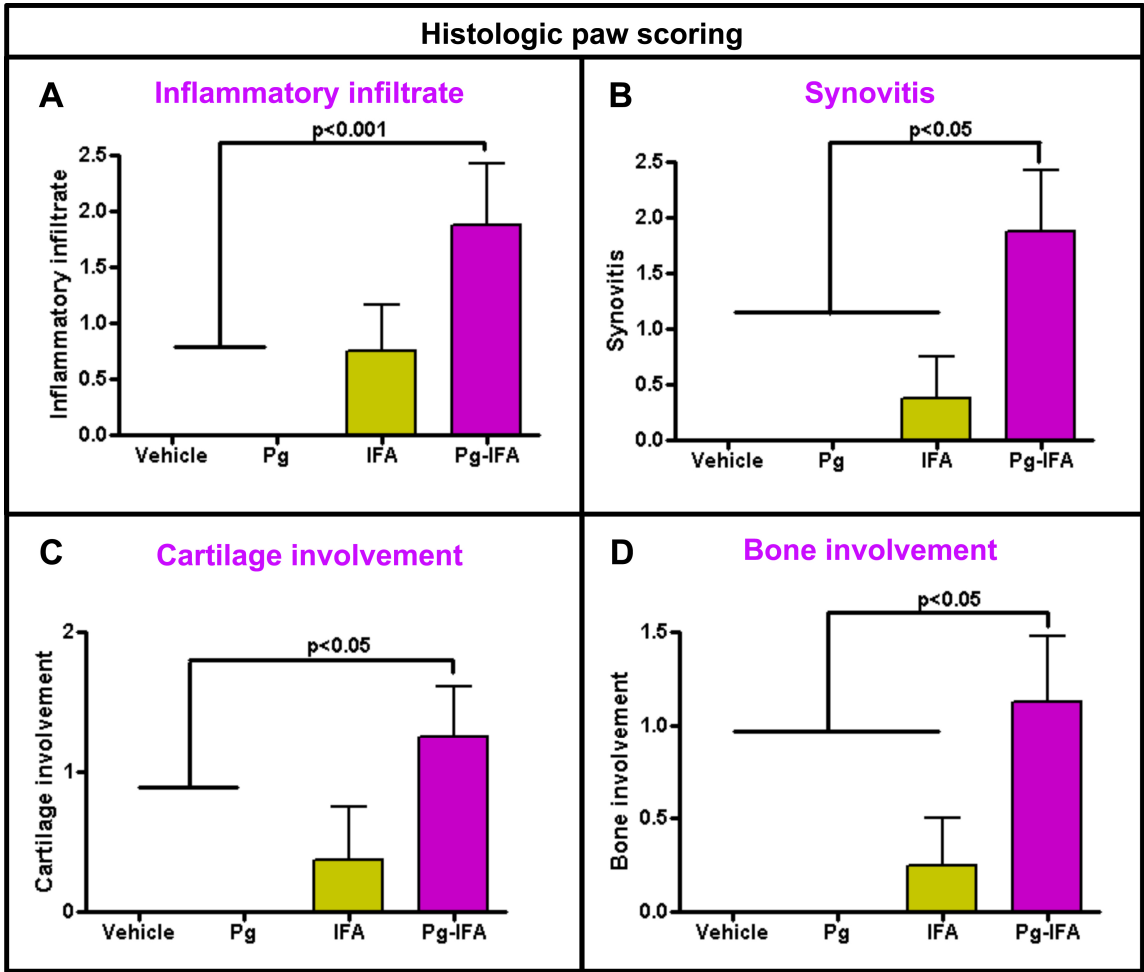 Histologic paw scoring
A
Inflammatory infiltrate
p<0.001
Inflammatory infiltrate
2.5
2.0
1.5
1.0
0.5
0.0
Vehicle Pg IFA Pg-IFA
B
Synovitis
p<0.05
Synovitis
2.5
2.0
1.5
1.0
0.5
0.0
Vehicle Pg IFA Pg-IFA
C
Cartilage involvement
p<0.05
Cartilage involvement
2
1
0
Vehicle Pg IFA Pg-IFA
D
Bone involvement
p<0.05
Bone involvement
1.5
1.0
0.5
0.0
Vehicle Pg IFA Pg-IFA